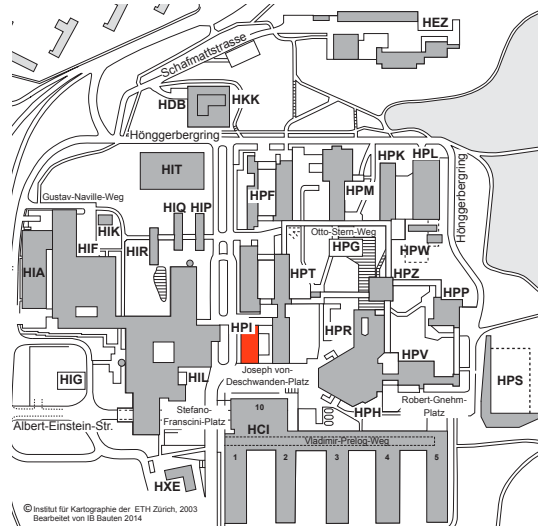 HEZ
Schafmattstrasse
HDB
HKK
Hönggerbergring
HIT
HPK
HPL
HPM
HPF
Hönggerbergring
Gustav-Naville-Weg
HIQ
HIP
HIK
HIR
HIF
HIA
Otto-Stern-Weg
HPG
HPW
HPT
HPZ
HPP
HPI
HPR
HPV
Joseph von-
Deschwanden-Platz
HPS
HIG
HIL
Robert-Gnehm-
Platz
HPH
Stefano-
Franscini-Platz
Albert-Einstein-Str.
10
HCI
Vladimir-Prelog-Weg
1
2
3
4
5
HXE
© Institut für Kartographie der ETH Zürich, 2003
Bearbeitet von IB Bauten 2014